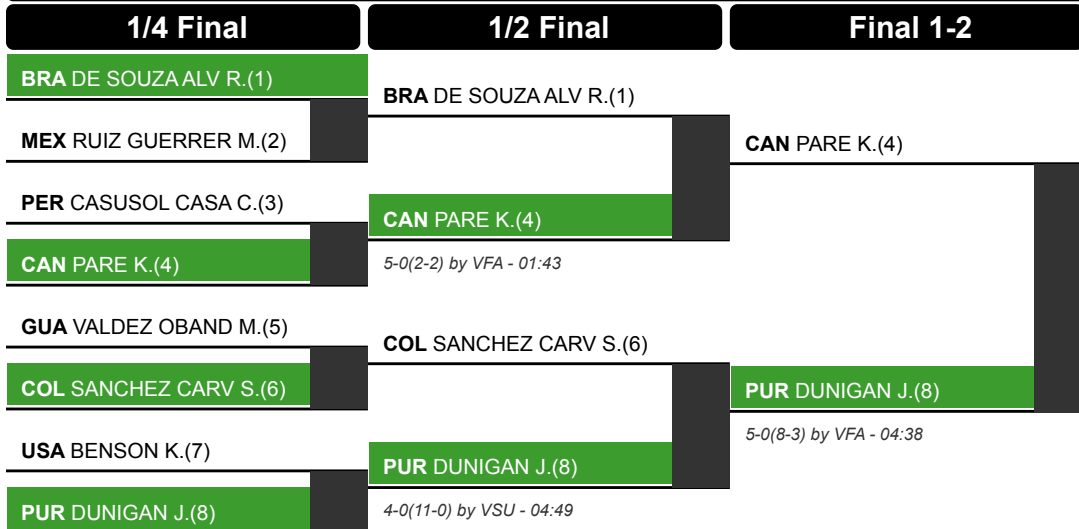 1/4 Final
1/2 Final
Final 1-2
BRA DE SOUZA ALV R.(1)
MEX RUIZ GUERRER M.(2)
PER CASUSOL CASA C.(3)
CAN PARE K.(4)
GUA VALDEZ OBAND M.(5)
COL SANCHEZ CARV S.(6)
USA BENSON K.(7)
PUR DUNIGAN J.(8)
BRA DE SOUZA ALV R.(1)
CAN PARE K.(4)
5-0(2-2) by VFA - 01:43
COL SANCHEZ CARV S.(6)
PUR DUNIGAN J.(8)
4-0(11-0) by VSU - 04:49
CAN PARE K.(4)
PUR DUNIGAN J.(8)
5-0(8-3) by VFA - 04:38